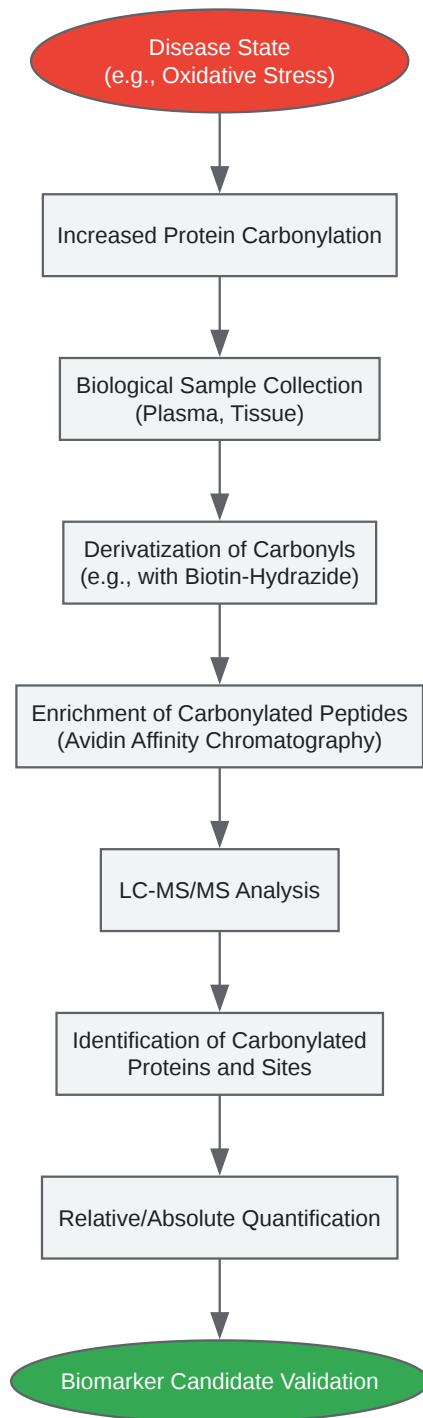 Disease State
(e.g., Oxidative Stress)
Increased Protein Carbonylation
Biological Sample Collection
(Plasma, Tissue)
Derivatization of Carbonyls
(e.g., with Biotin-Hydrazide)
Enrichment of Carbonylated Peptides
(Avidin Affinity Chromatography)
LC-MS/MS Analysis
Identification of Carbonylated
Proteins and Sites
Relative/Absolute Quantification
Biomarker Candidate Validation